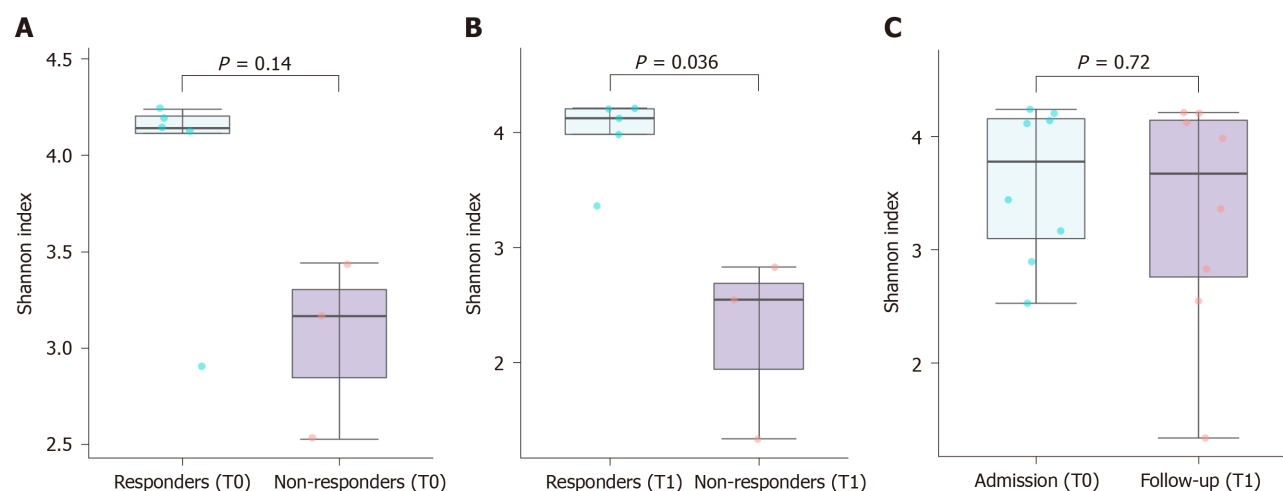 A
P = 0.14
Shannon index
4.5
4.0
3.5
3.0
2.5
Responders (T0)
Non-responders (T0)
B
P = 0.036
Shannon index
4
3
2
Responders (T1)
Non-responders (T1)
C
P = 0.72
Shannon index
4
3
2
Admission (T0)
Follow-up (T1)